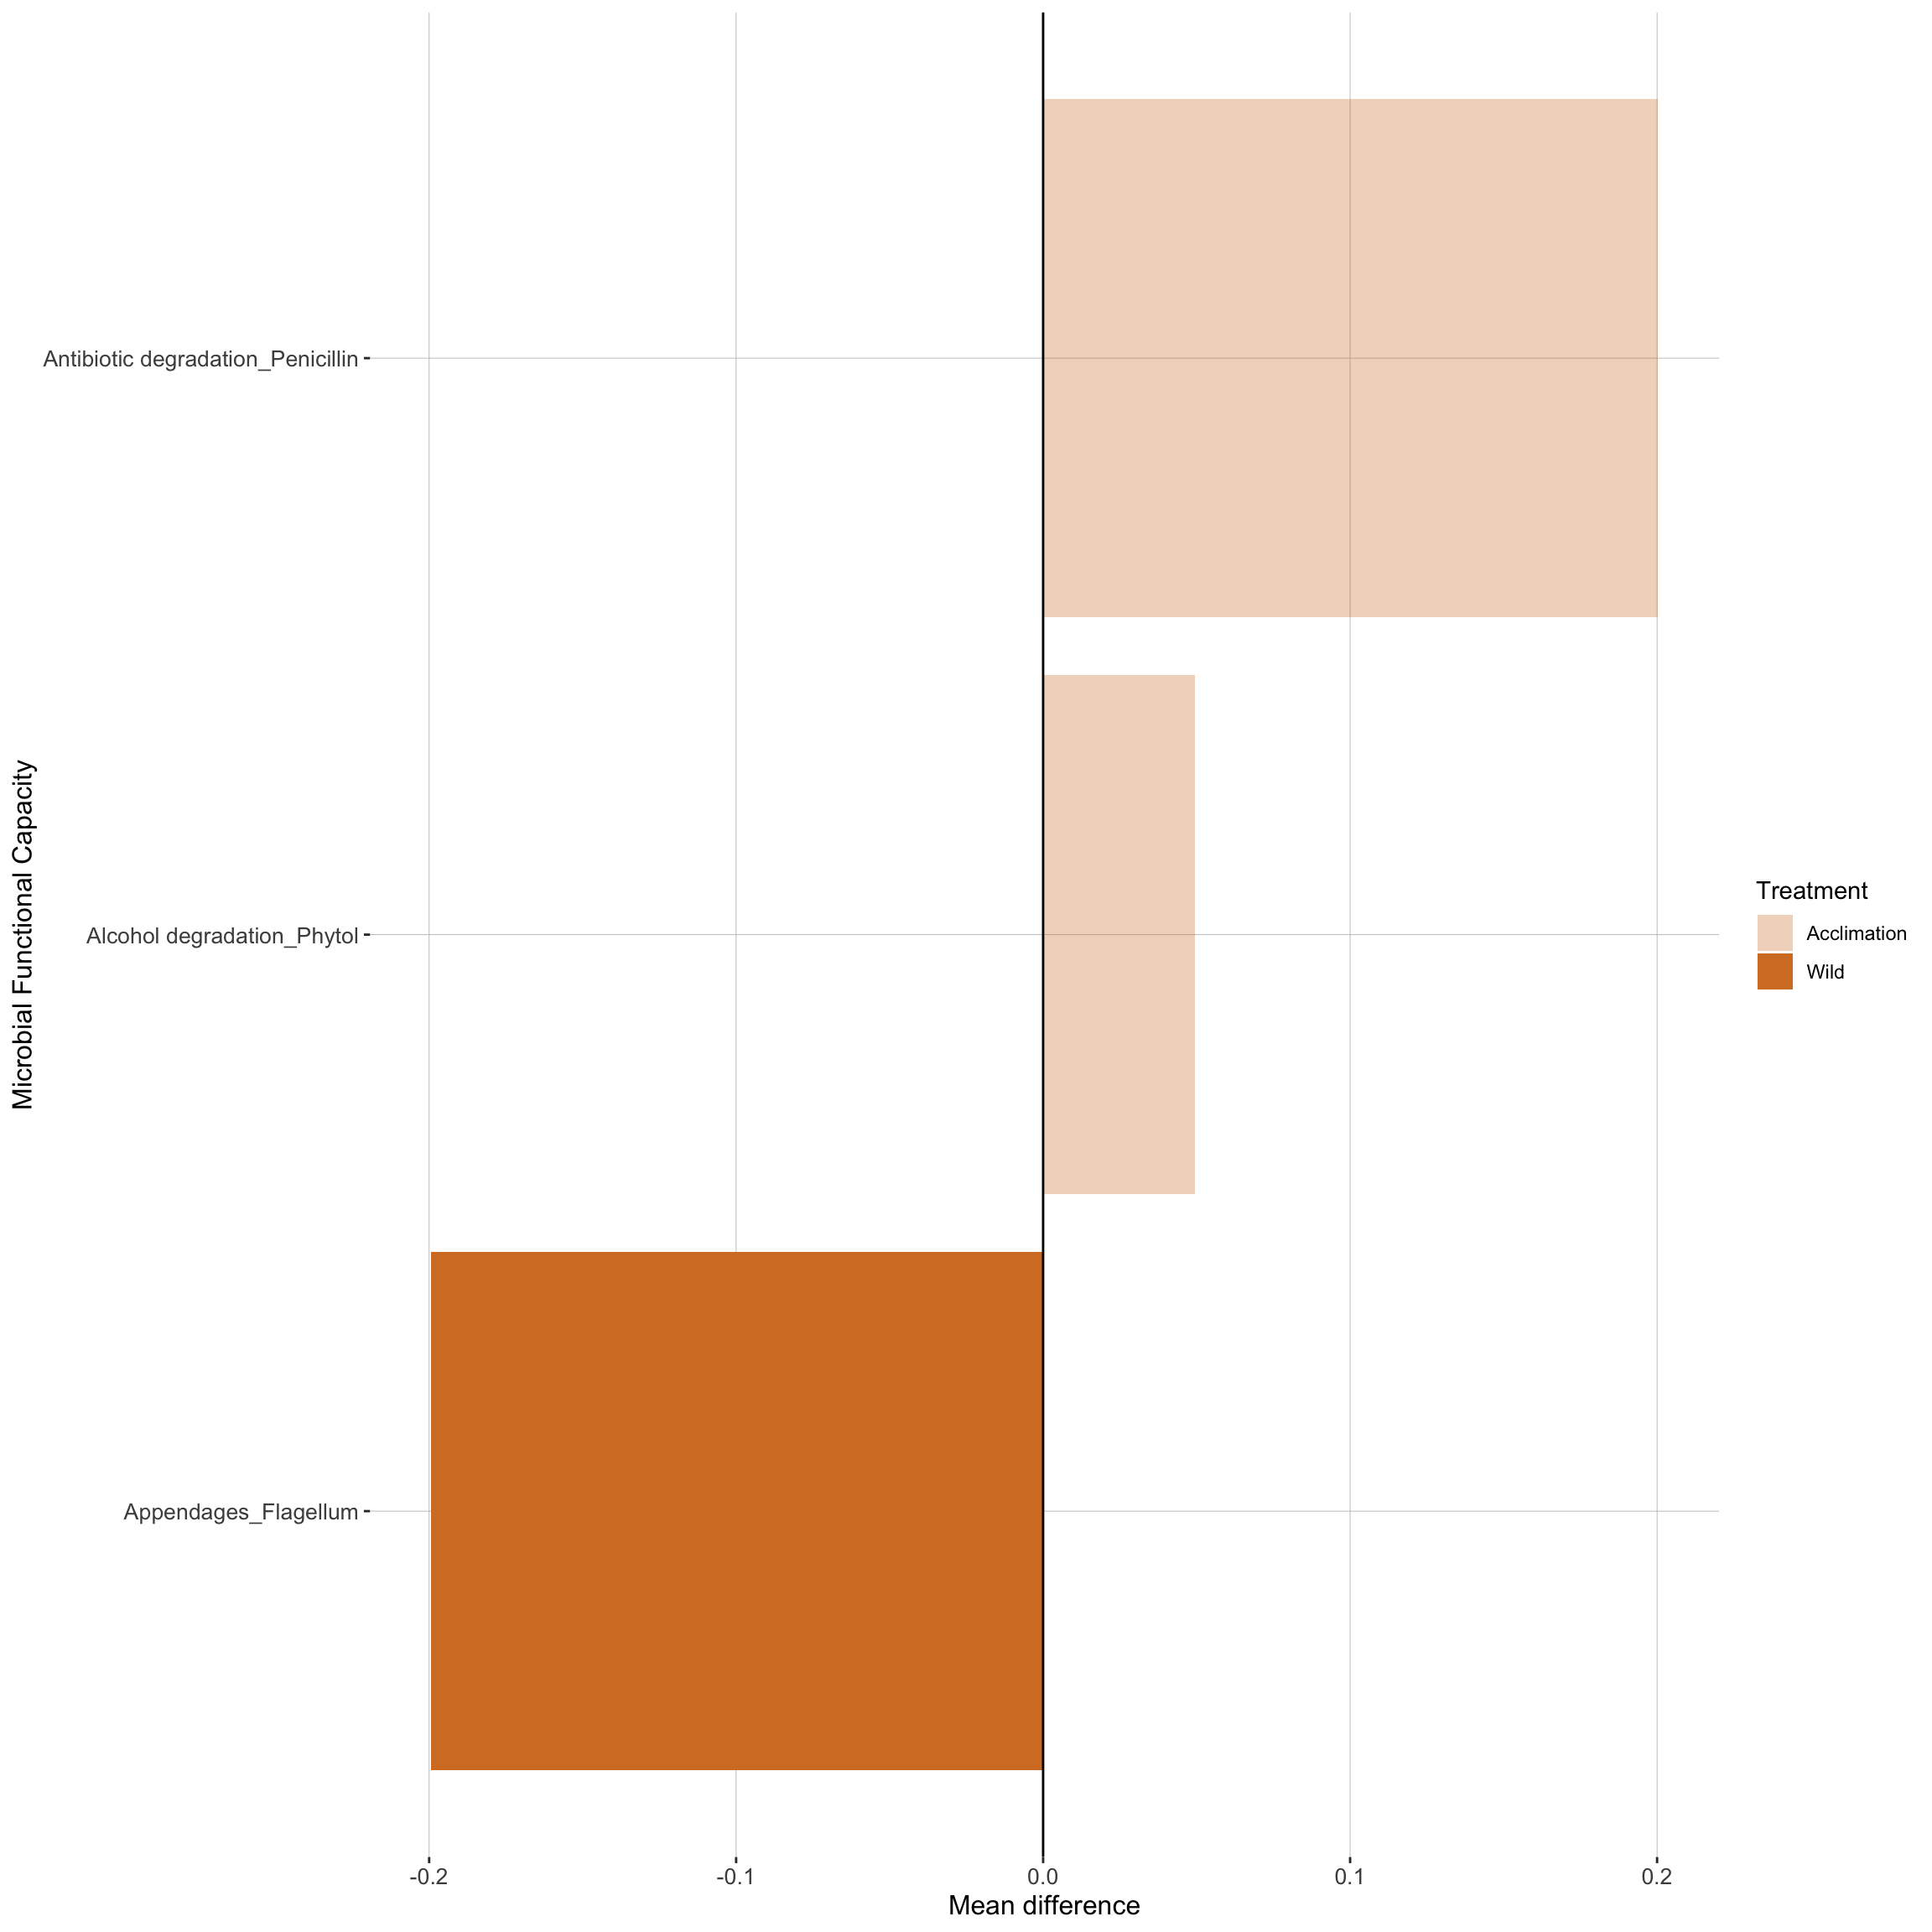 Microbial Functional Capacity
Antibiotic degradation_Penicillin
Alcohol degradation_Phytol
Appendages_Flagellum
-0.2
-0.1
0.0
0.1
0.2
Mean difference
Treatment
Acclimation
Wild